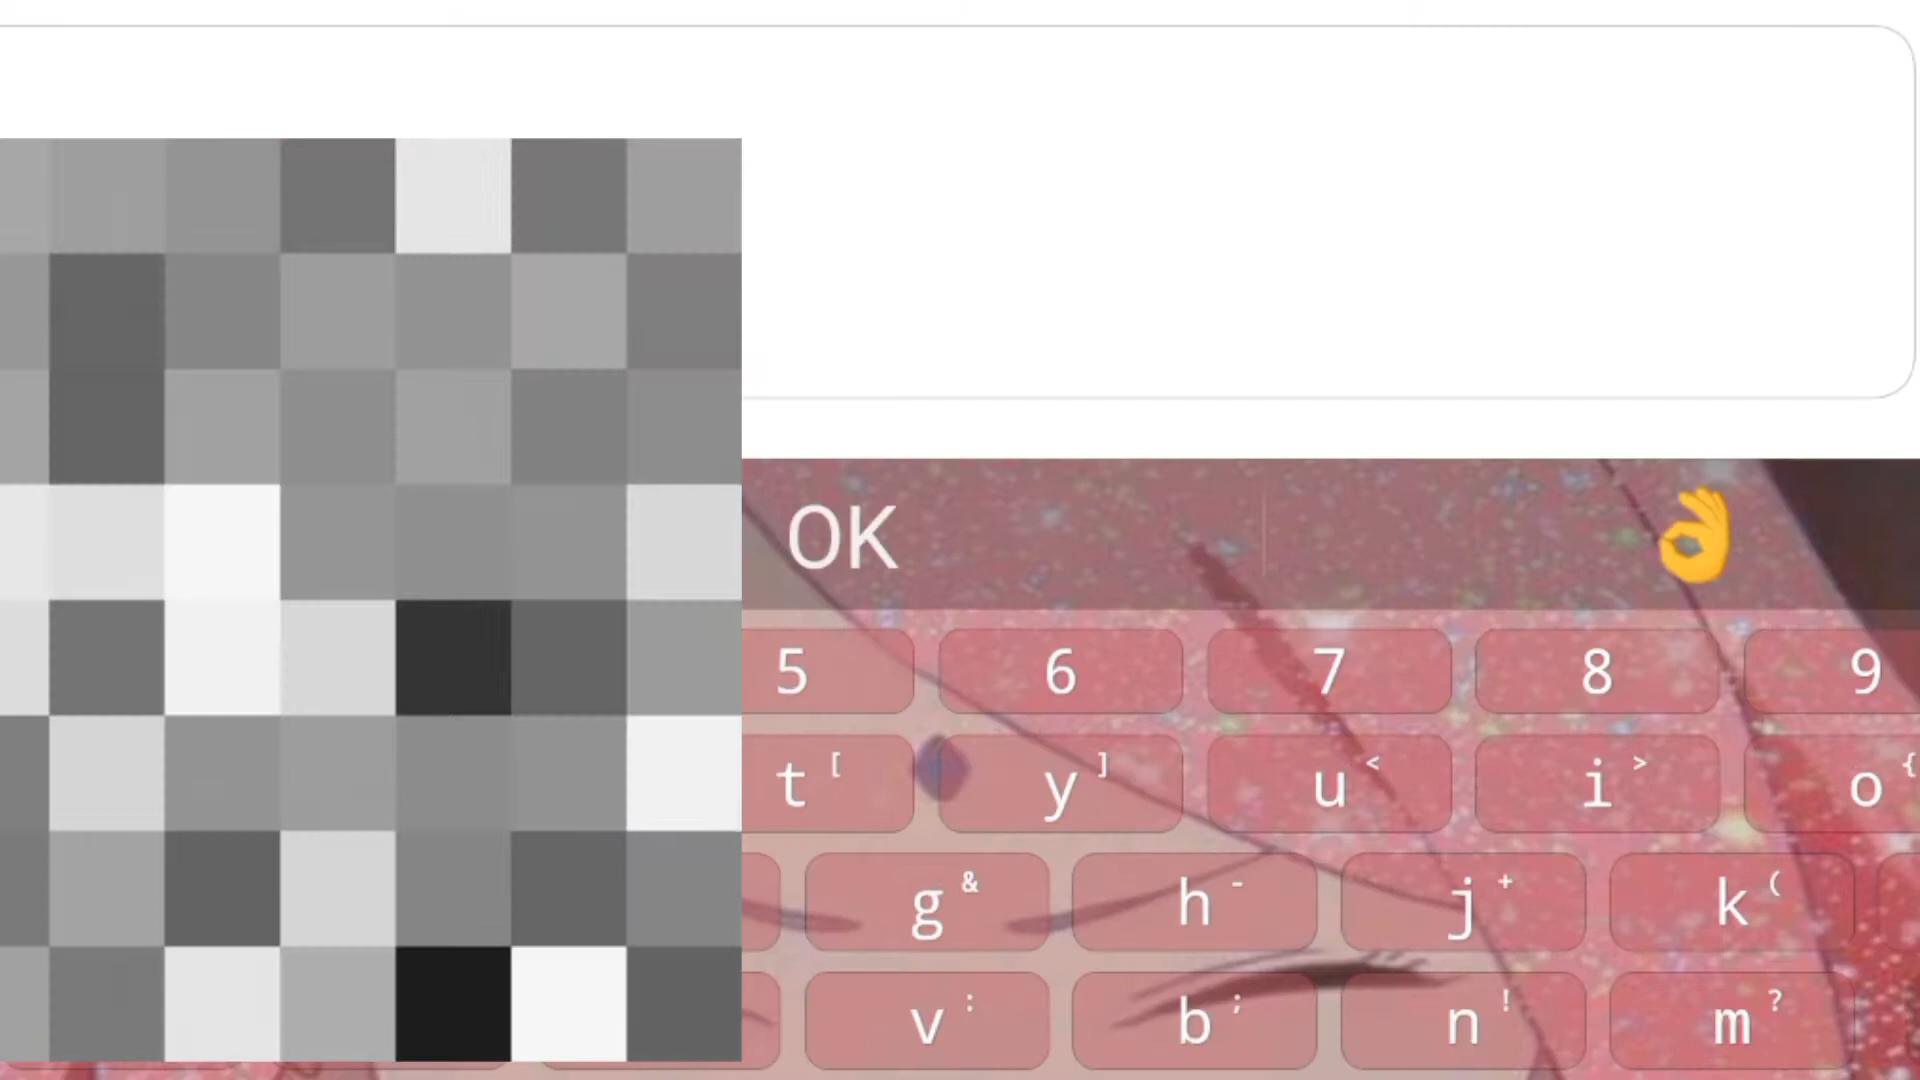 OK 👌
5 6 7 8 9
t [ y ] u < i > o {
g & h - j + k (
v : b ; n ! m ?